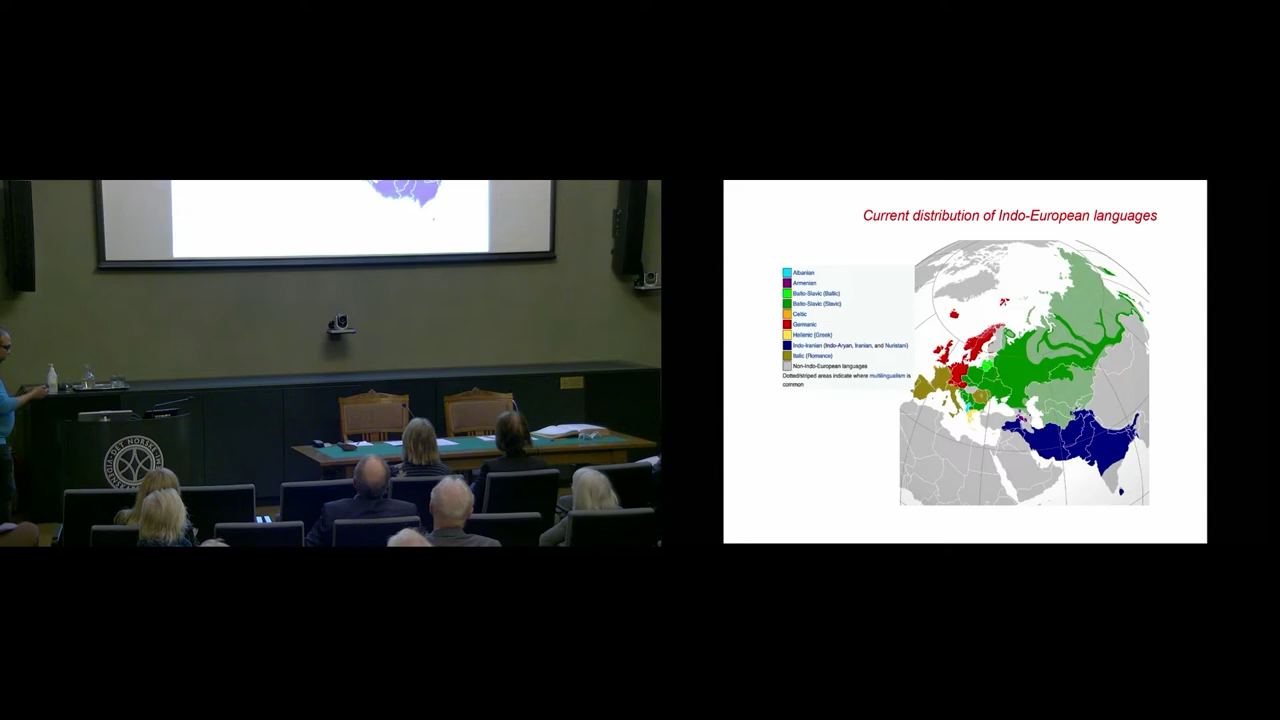 DET NORSKE
Current distribution of Indo-European languages
Albanian
Armenian
Balto-Slavic (Baltic)
Balto-Slavic (Slavic)
Celtic
Germanic
Hellenic (Greek)
Indo-Iranian (Indo-Aryan, Iranian, and Nuristani)
Italic (Romance)
Non-Indo-European languages
Dotted/striped areas indicate where multilingualism is
common